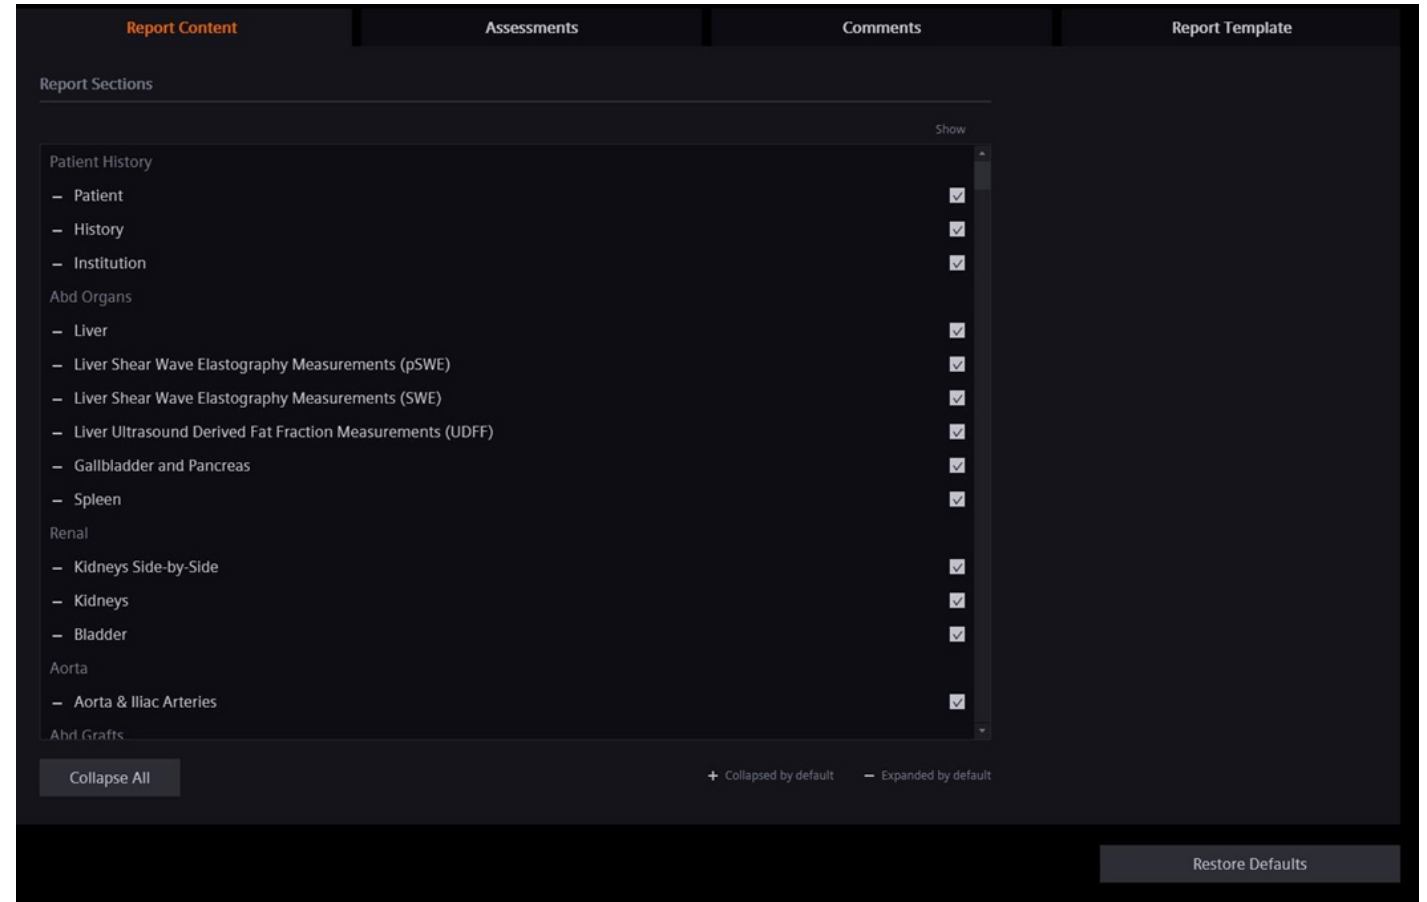 Report Content Assessments Comments Report Template
Report Sections
Show
Patient History
– Patient
– History
– Institution
Abd Organs
– Liver
– Liver Shear Wave Elastography Measurements (pSWE)
– Liver Shear Wave Elastography Measurements (SWE)
– Liver Ultrasound Derived Fat Fraction Measurements (UDFF)
– Gallbladder and Pancreas
– Spleen
Renal
– Kidneys Side-by-Side
– Kidneys
– Bladder
Aorta
– Aorta & Iliac Arteries
Abd Grafts
Collapse All + Collapsed by default – Expanded by default
Restore Defaults